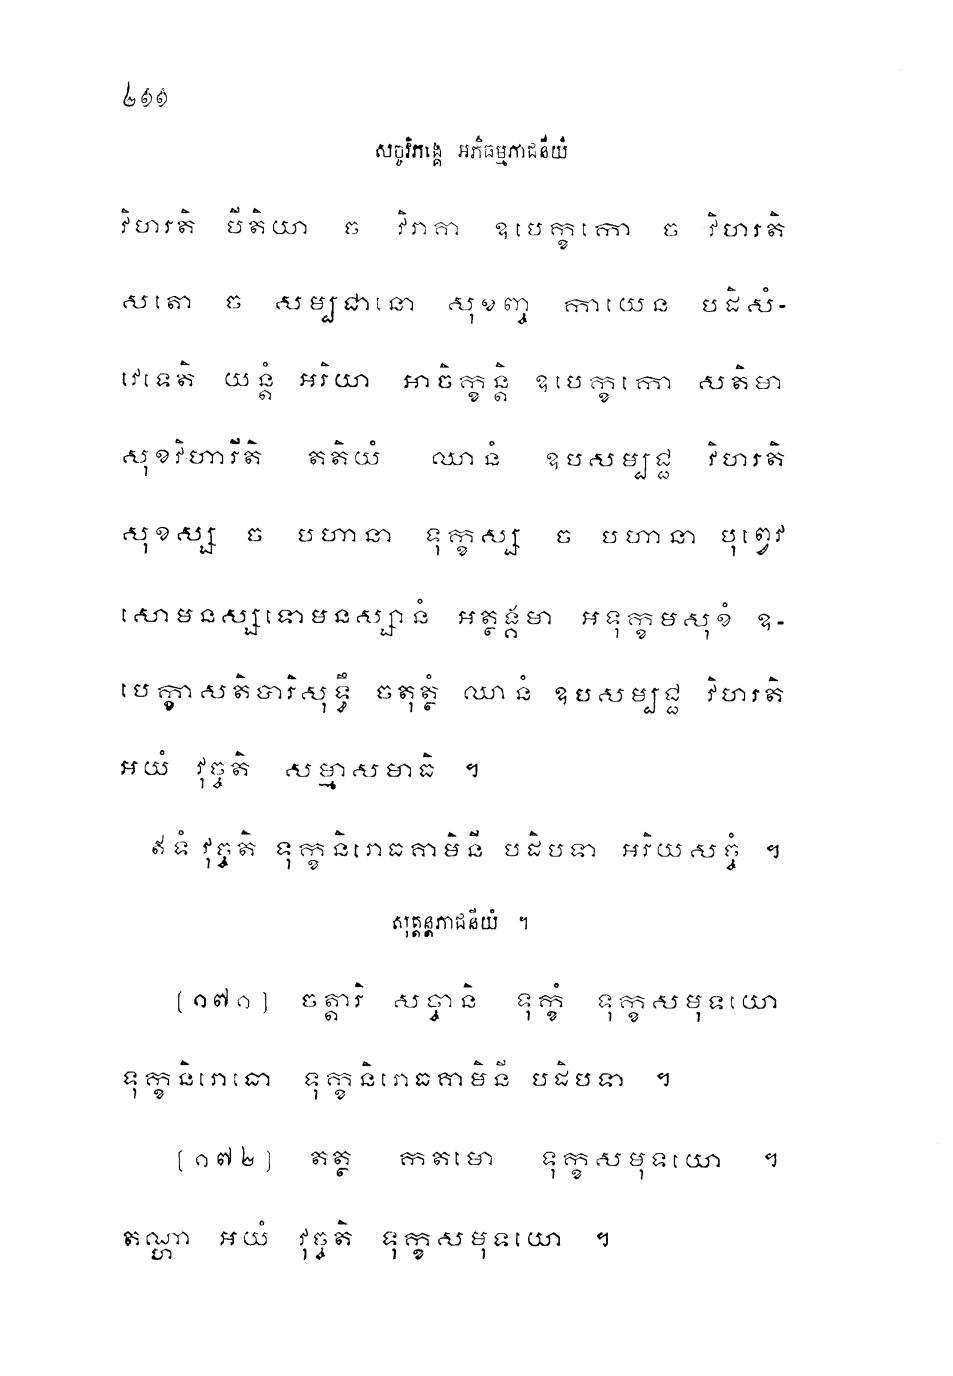 ២១១
សច្ចវិភង្គេ អភិធម្មភាជនីយំ
វិហរតិ បីតិយា ច វិរាគា ឧបេក្ខកោ ច វិហរតិ
សតោ ច សម្បជានោ សុខញ្ច កាយេន បដិសំ-
វេទេតិ យន្តំ អរិយា អាចិក្ខន្តិ ឧបេក្ខកោ សតិមា
សុខវិហារីតិ តតិយំ ឈានំ ឧបសម្បជ្ជ វិហរតិ
សុខស្ស ច បហានា ទុក្ខស្ស ច បហានា បុព្វេវ
សោមនស្សទោមនស្សានំ អត្ថង្គមា អទុក្ខមសុខំ ឧ-
បេក្ខាសតិបារិសុទ្ធឹ ចតុត្ថំ ឈានំ ឧបសម្បជ្ជ វិហរតិ
អយំ វុច្ចតិ សម្មាសមាធិ ។
ឥទំ វុច្ចតិ ទុក្ខនិរោធគាមិនី បដិបទា អរិយសច្ចំ ។
សុត្តន្តភាជនីយំ ។
(១៧១) ចត្តារិ សច្ចានិ ទុក្ខំ ទុក្ខសមុទយោ
ទុក្ខនិរោធោ ទុក្ខនិរោធគាមិនី បដិបទា ។
(១៧២) តត្ថ កតមោ ទុក្ខសមុទយោ ។
តណ្ហា អយំ វុច្ចតិ ទុក្ខសមុទយោ ។